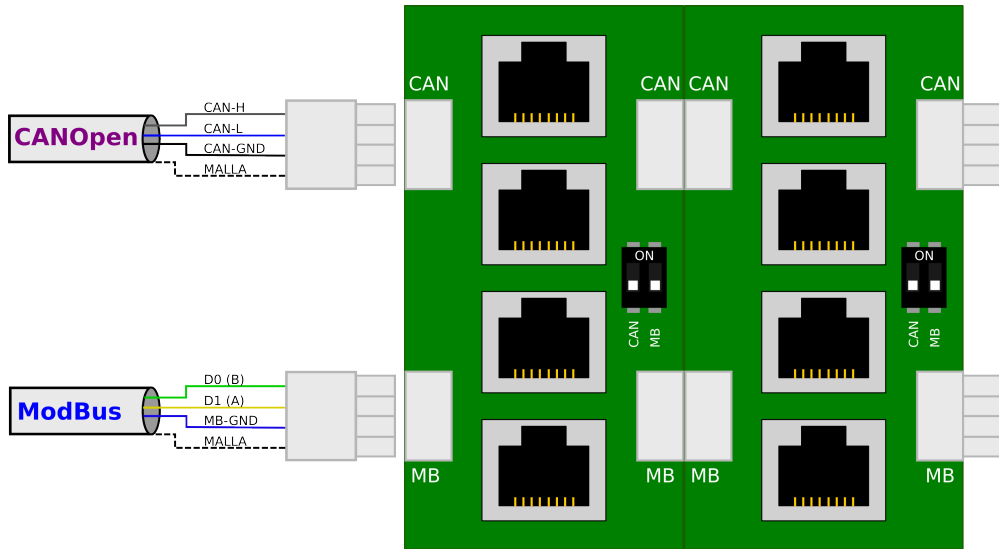 CANOpen
CAN-H
CAN-L
CAN-GND
MALLA
CAN
CAN
CAN
CAN
ON
CAN
MB
ON
CAN
MB
ModBus
D0 (B)
D1 (A)
MB-GND
MALLA
MB
MB
MB
MB